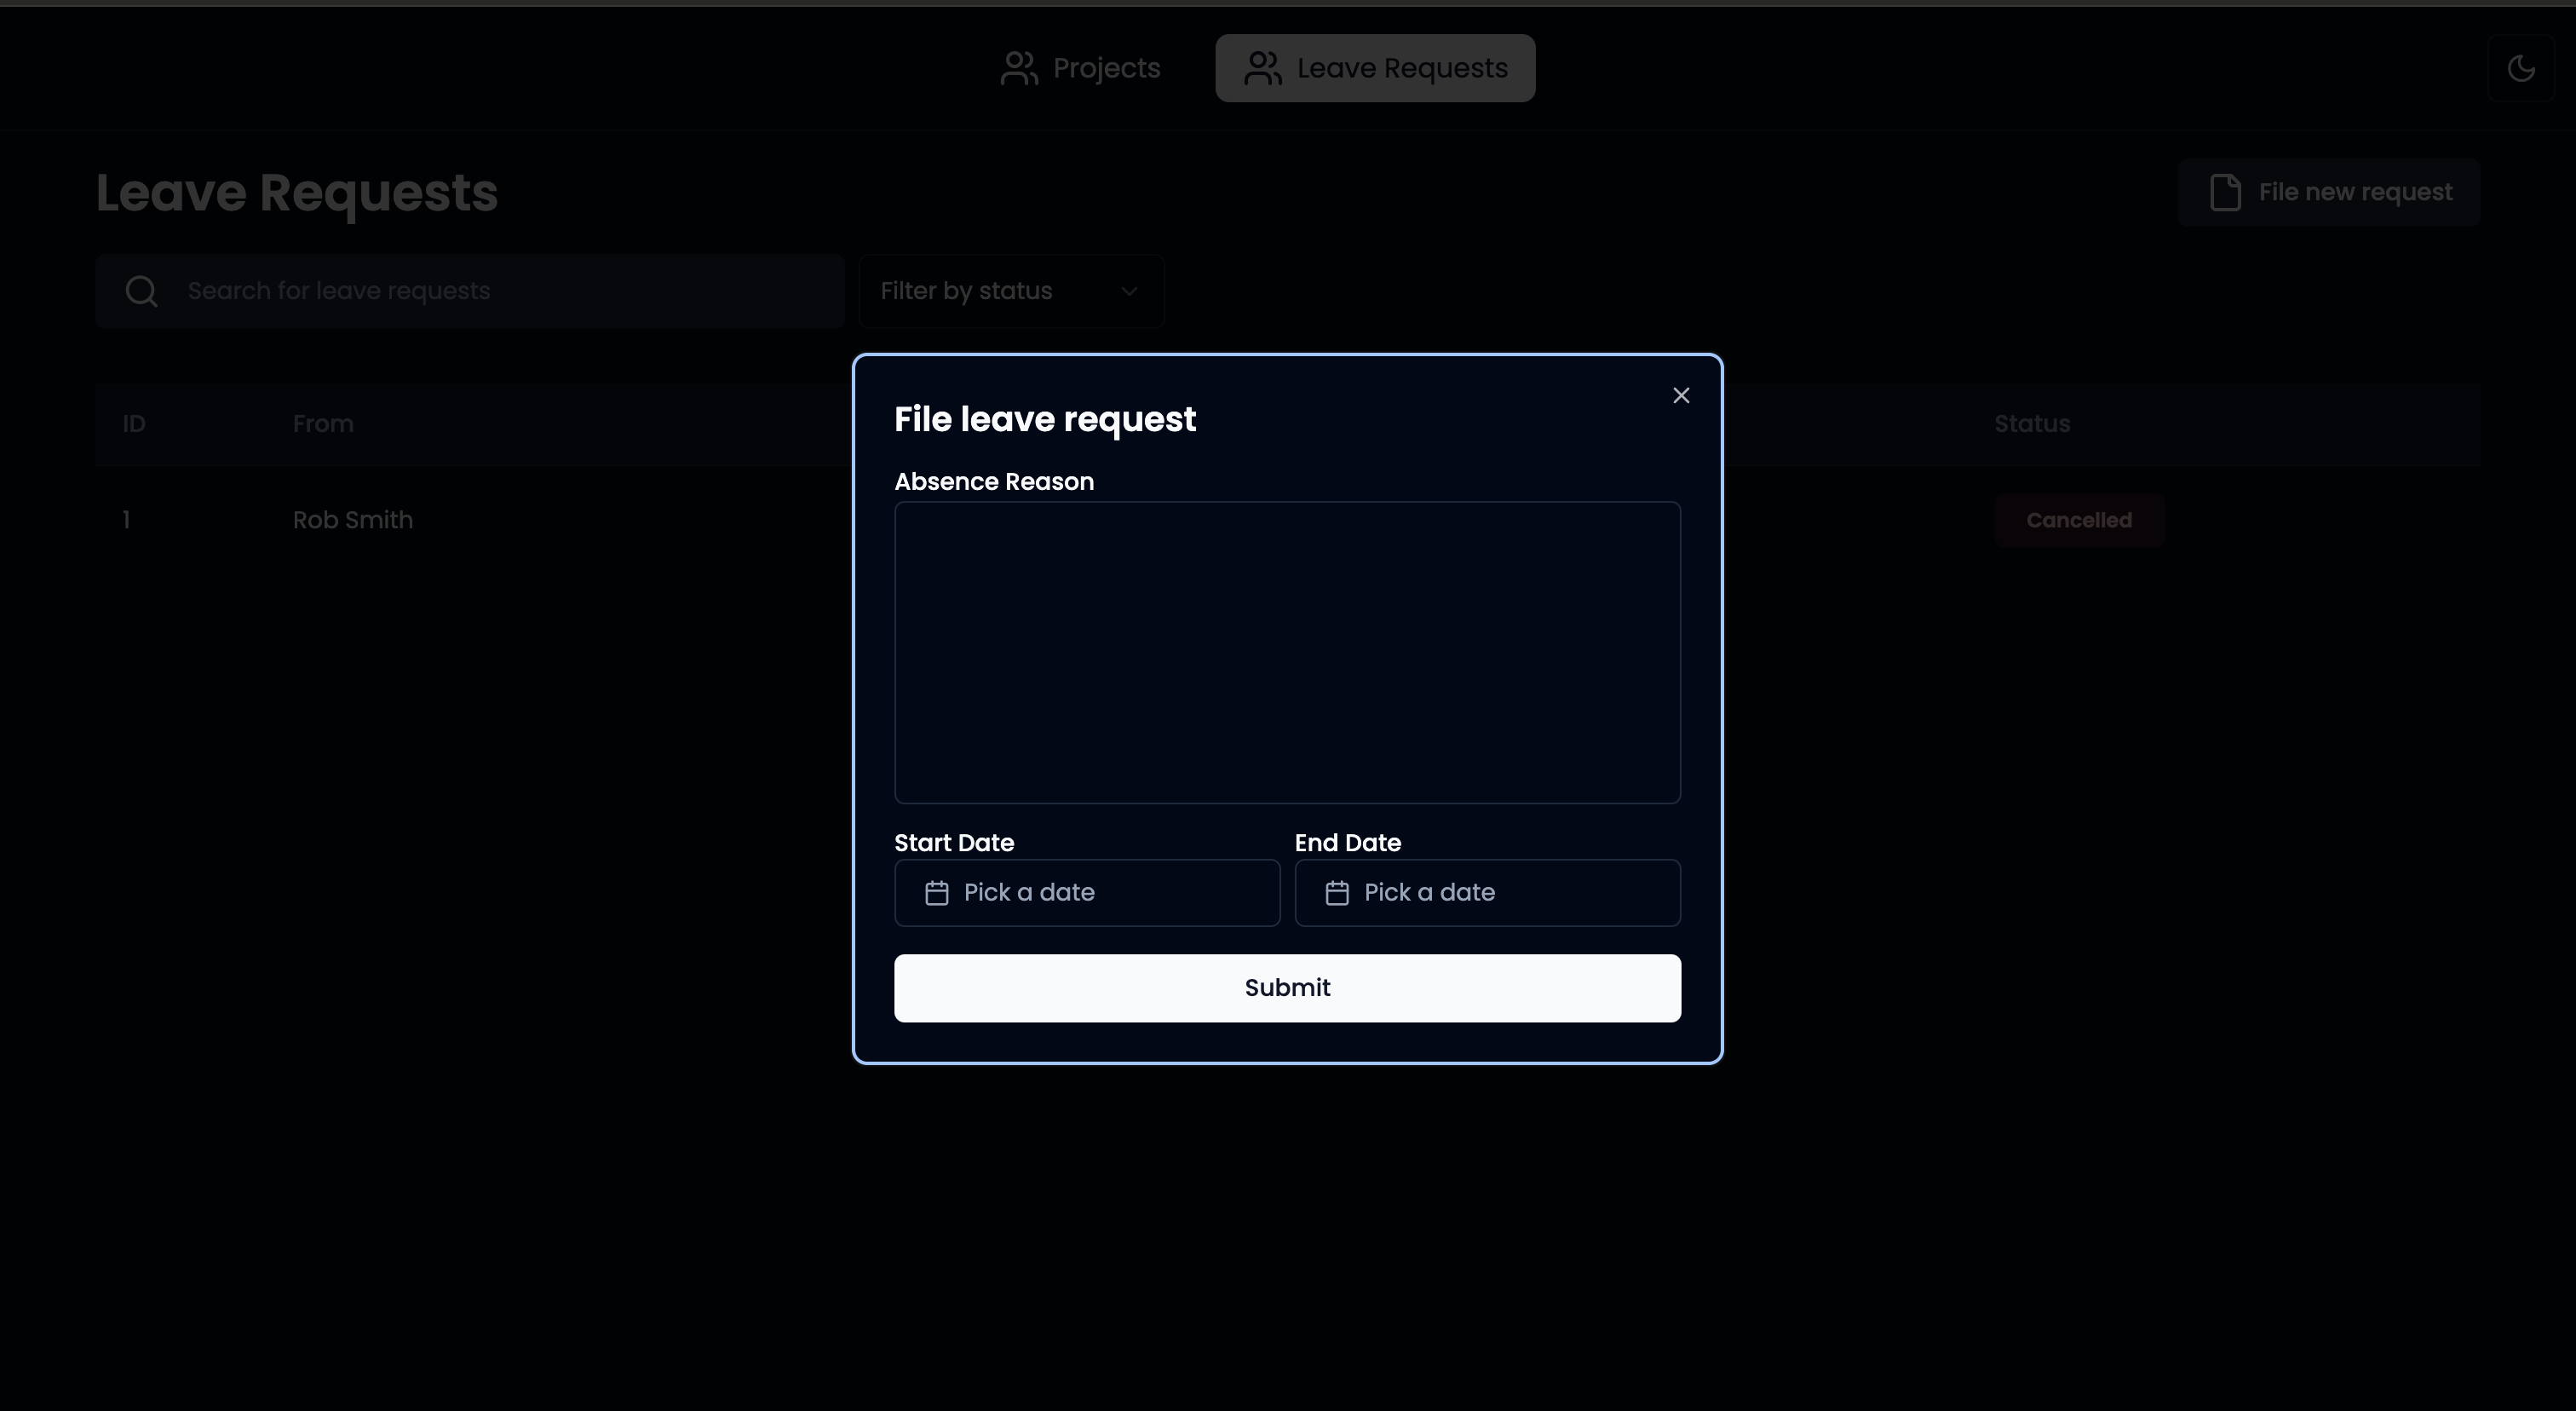 Projects
Leave Requests
Leave Requests
File new request
Search for leave requests
Filter by status
ID
From
Status
1
Rob Smith
Cancelled
File leave request
Absence Reason
Start Date
End Date
Pick a date
Pick a date
Submit